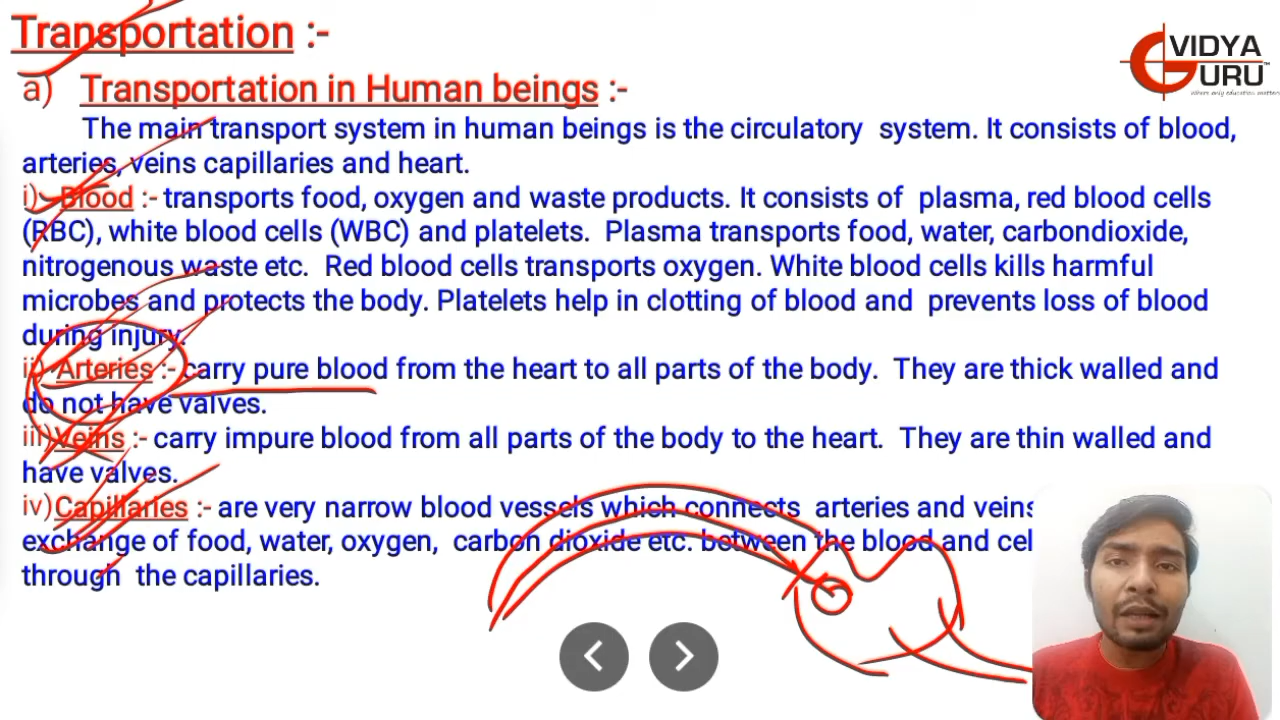 Transportation :-
VIDYA
GURU™
where only education matters
a) Transportation in Human beings :-
The main transport system in human beings is the circulatory system. It consists of blood,
arteries, veins capillaries and heart.
i) Blood :- transports food, oxygen and waste products. It consists of plasma, red blood cells
(RBC), white blood cells (WBC) and platelets. Plasma transports food, water, carbondioxide,
nitrogenous waste etc. Red blood cells transports oxygen. White blood cells kills harmful
microbes and protects the body. Platelets help in clotting of blood and prevents loss of blood
during injury.
ii) Arteries :- carry pure blood from the heart to all parts of the body. They are thick walled and
do not have valves.
iii) Veins :- carry impure blood from all parts of the body to the heart. They are thin walled and
have valves.
iv) Capillaries :- are very narrow blood vessels which connects arteries and veins
exchange of food, water, oxygen, carbon dioxide etc. between the blood and cel
through the capillaries.